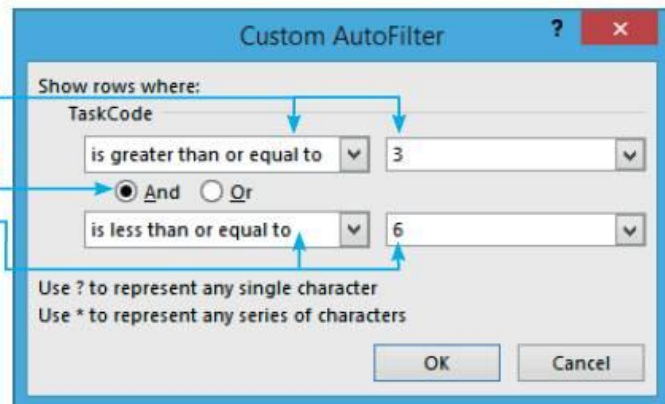 Custom AutoFilter ? ×
Show rows where:
TaskCode
is greater than or equal to 3
And Or
is less than or equal to 6
Use ? to represent any single character
Use * to represent any series of characters
OK Cancel